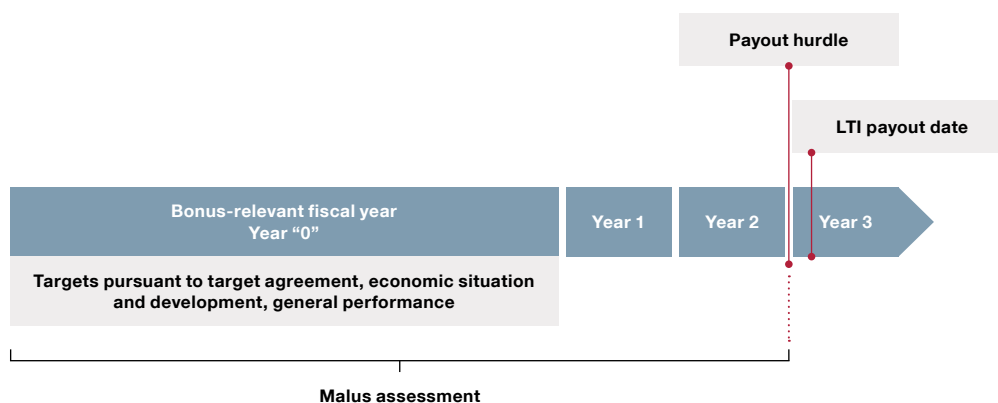 Payout hurdle
LTI payout date
Bonus-relevant fiscal year
Year “0”
Year 1
Year 2
Year 3
Targets pursuant to target agreement, economic situation
and development, general performance
Malus assessment